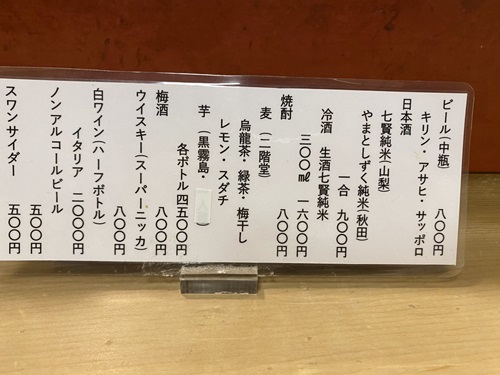 ビール(中瓶)
キリン・アサヒ・サッポロ
八〇〇円
日本酒
七賢純米(山梨)
やまとしずく純米(秋田)
一合 九〇〇円
冷酒 生酒七賢純米
三〇〇㎖ 一六〇〇円
焼酎
八〇〇円
麦(二階堂)
烏龍茶・緑茶・梅干し
レモン・スダチ
芋(黒霧島・)
各ボトル四五〇〇円
梅酒
八〇〇円
ウイスキー(スーパーニッカ)
八〇〇円
白ワイン(ハーフボトル)
イタリア 二〇〇〇円
ノンアルコールビール
五〇〇円
スワンサイダー
五〇〇円